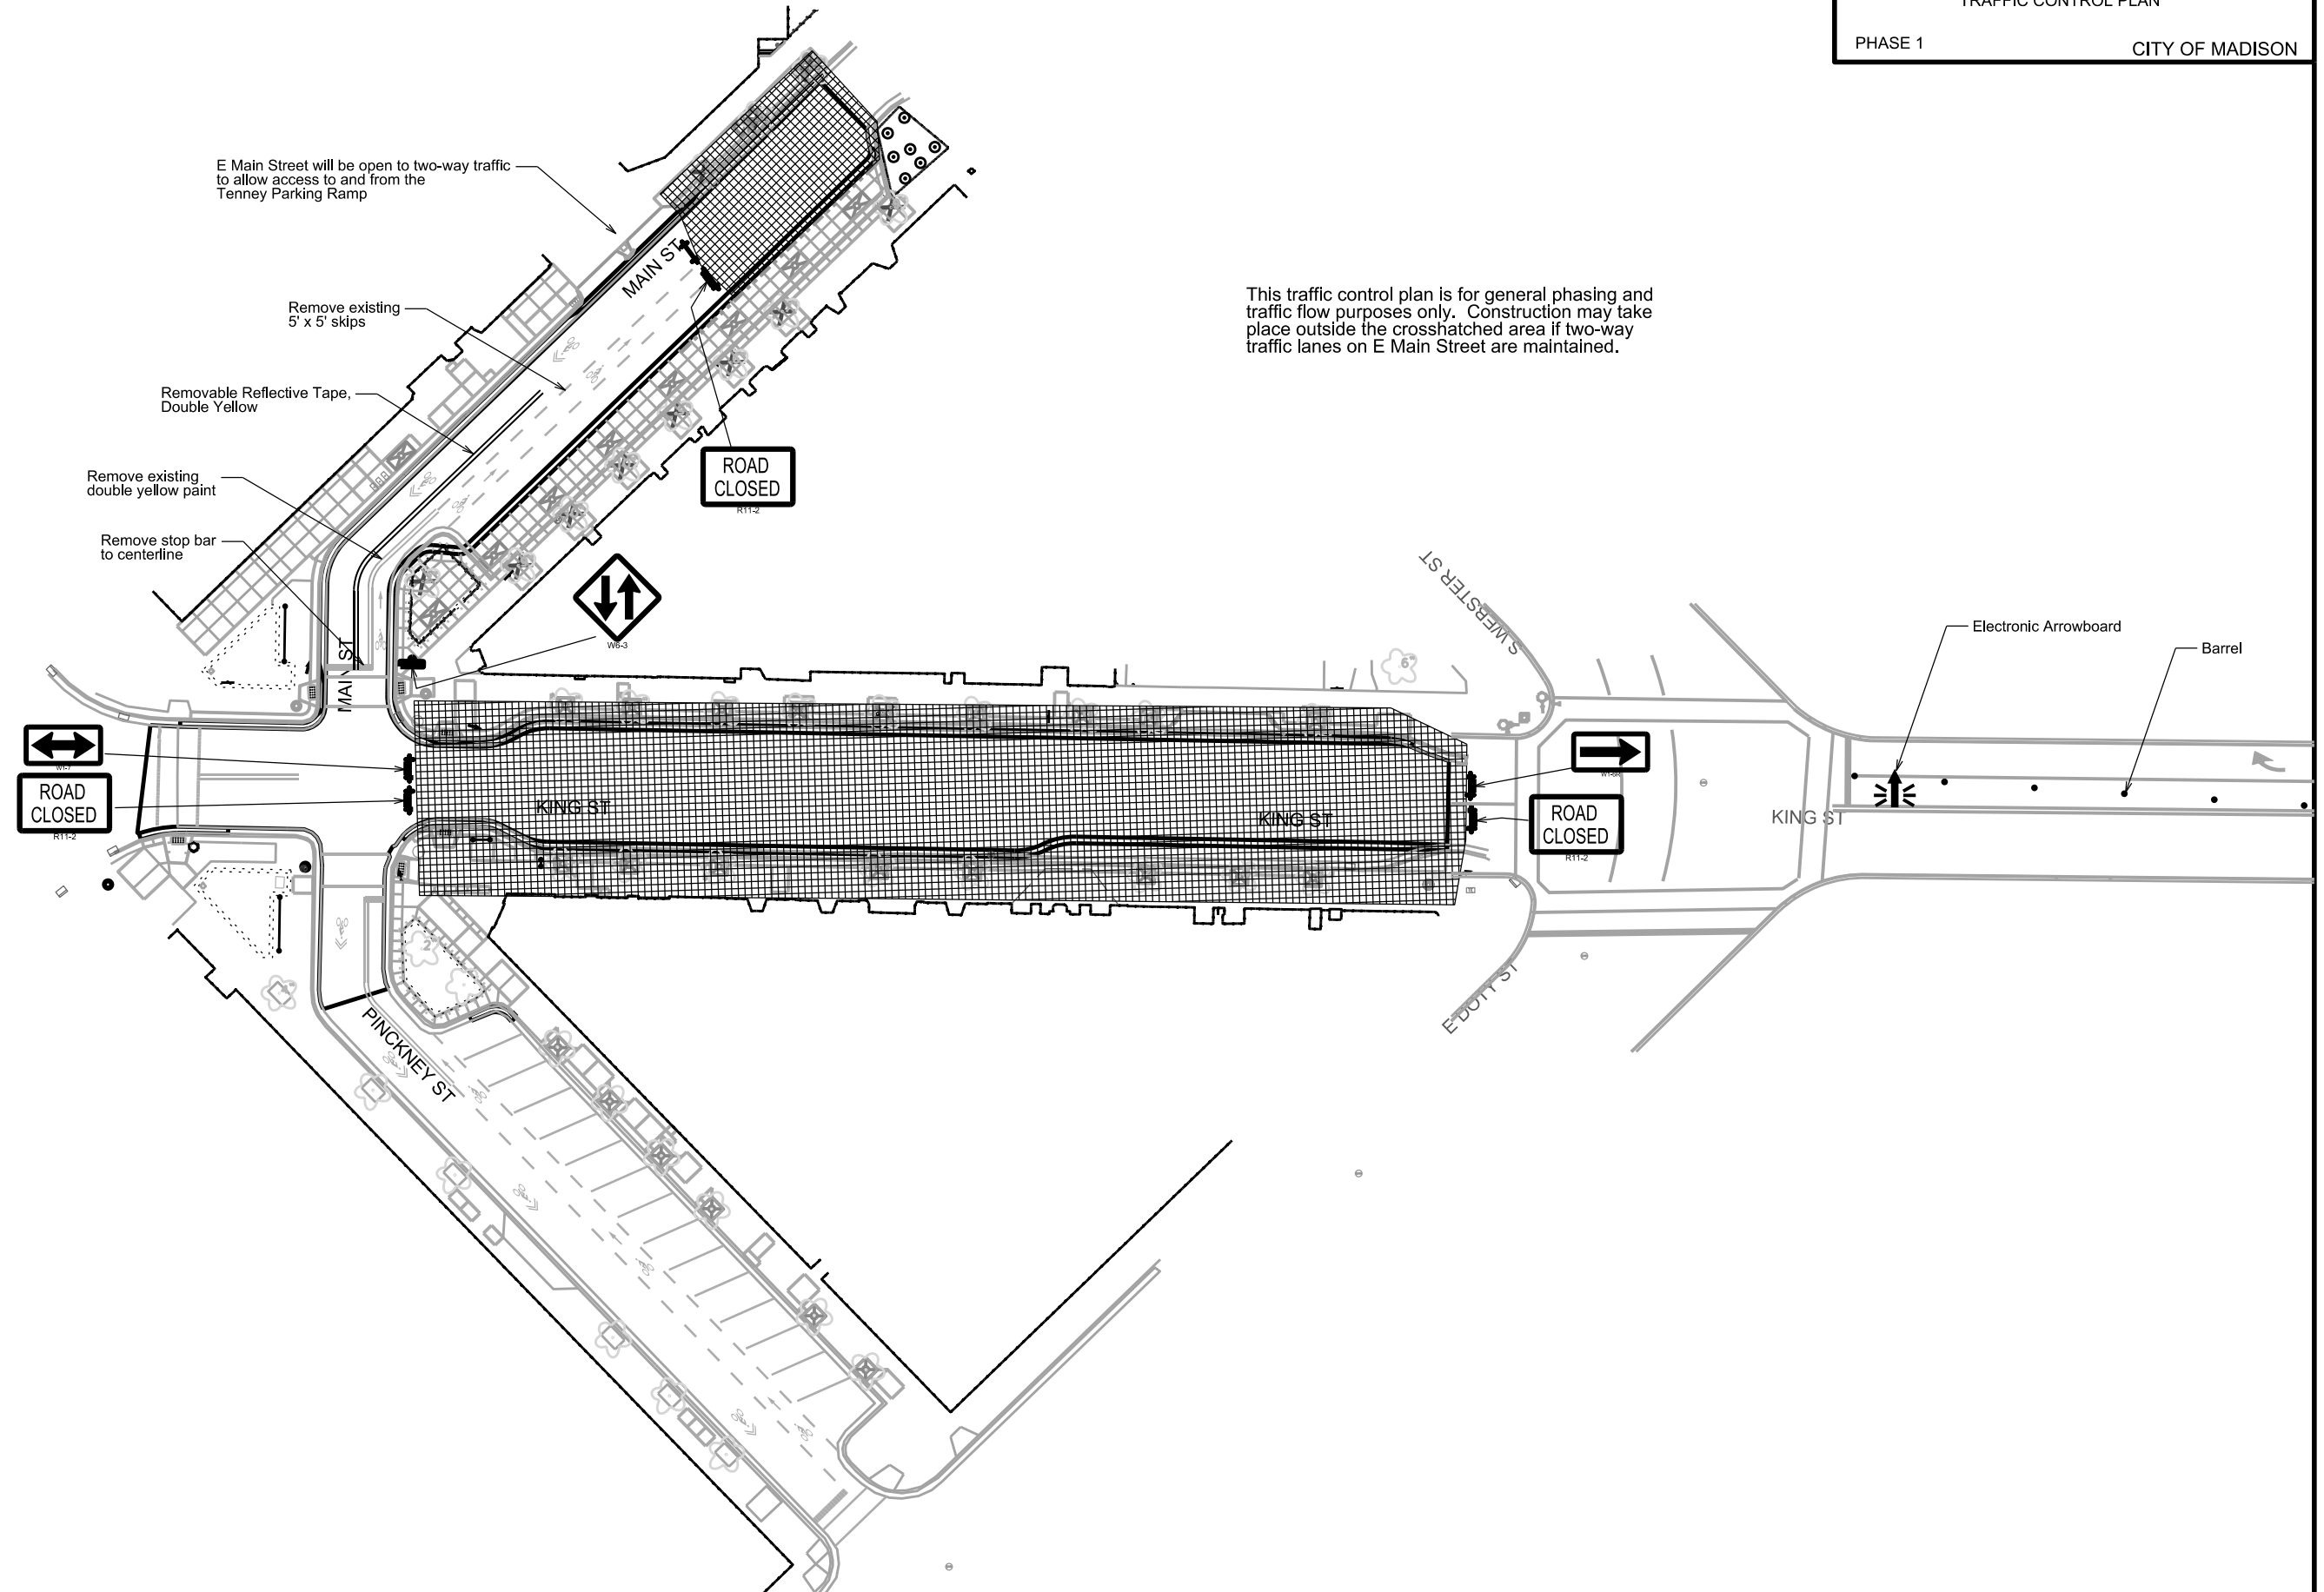 TRAFFIC CONTROL PLAN
PHASE 1
CITY OF MADISON
E Main Street will be open to two-way traffic
to allow access to and from the
Tenney Parking Ramp
MAIN ST
Remove existing
5' x 5' skips
This traffic control plan is for general phasing and
traffic flow purposes only. Construction may take
place outside the crosshatched area if two-way
traffic lanes on E Main Street are maintained.
Removable Reflective Tape,
Double Yellow
ROAD
CLOSED
R11-2
Remove existing
double yellow paint
Remove stop bar
to centerline
W6-3
S WEBSTER ST
Electronic Arrowboard
Barrel
6"
MAIN ST
W1-7
ROAD
CLOSED
R11-2
KING ST
KING ST
W1-6R
ROAD
CLOSED
R11-2
KING ST
2"
E DOTY ST
PINCKNEY ST